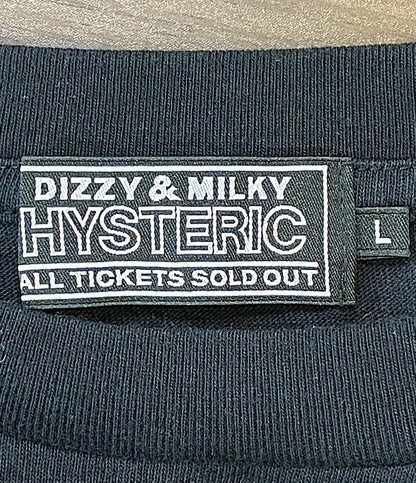 DIZZY & MILKY
HYSTERIC
ALL TICKETS SOLD OUT
L